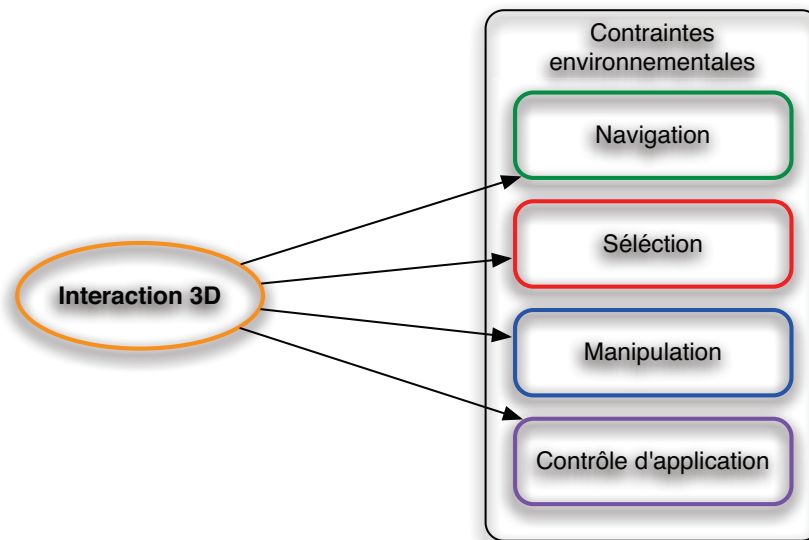 Contraintes
environnementales
Navigation
Séléction
Interaction 3D
Manipulation
Contrôle d'application